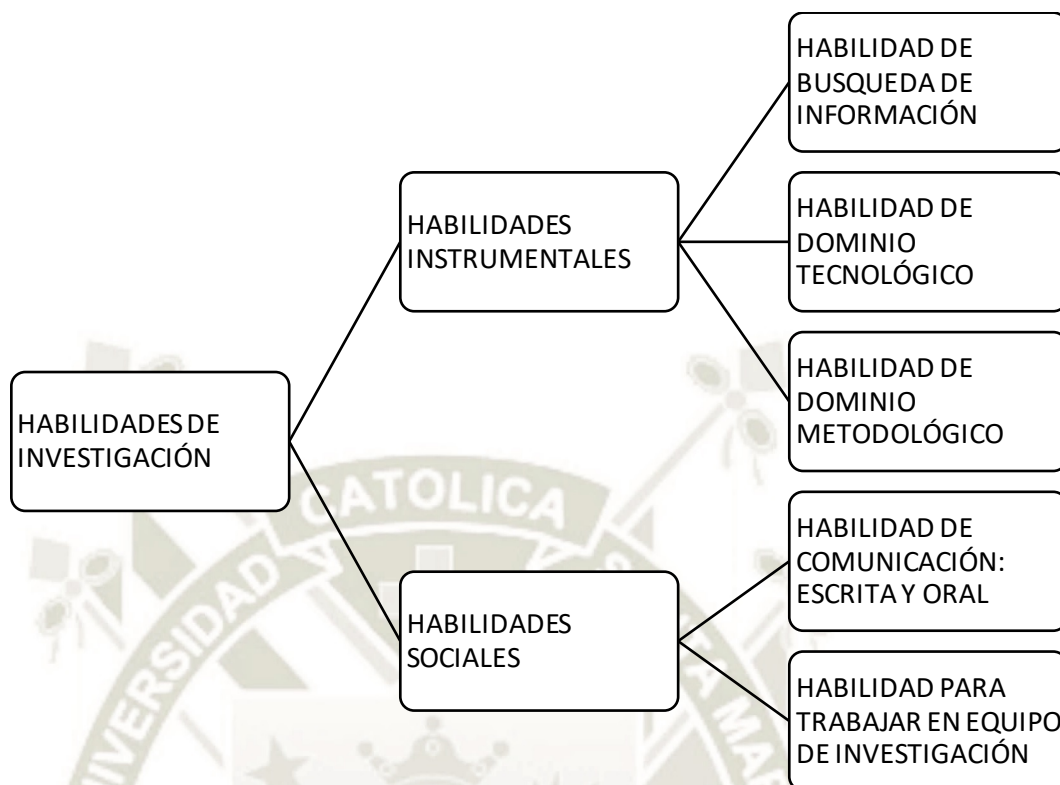 HABILIDADES DE
INVESTIGACIÓN
HABILIDADES
INSTRUMENTALES
HABILIDAD DE
BUSQUEDA DE
INFORMACIÓN
HABILIDAD DE
DOMINIO
TECNOLÓGICO
HABILIDAD DE
DOMINIO
METODOLÓGICO
HABILIDADES
SOCIALES
HABILIDAD DE
COMUNICACIÓN:
ESCRITA Y ORAL
HABILIDAD PARA
TRABAJAR EN EQUIPO
DE INVESTIGACIÓN
CATOLICA